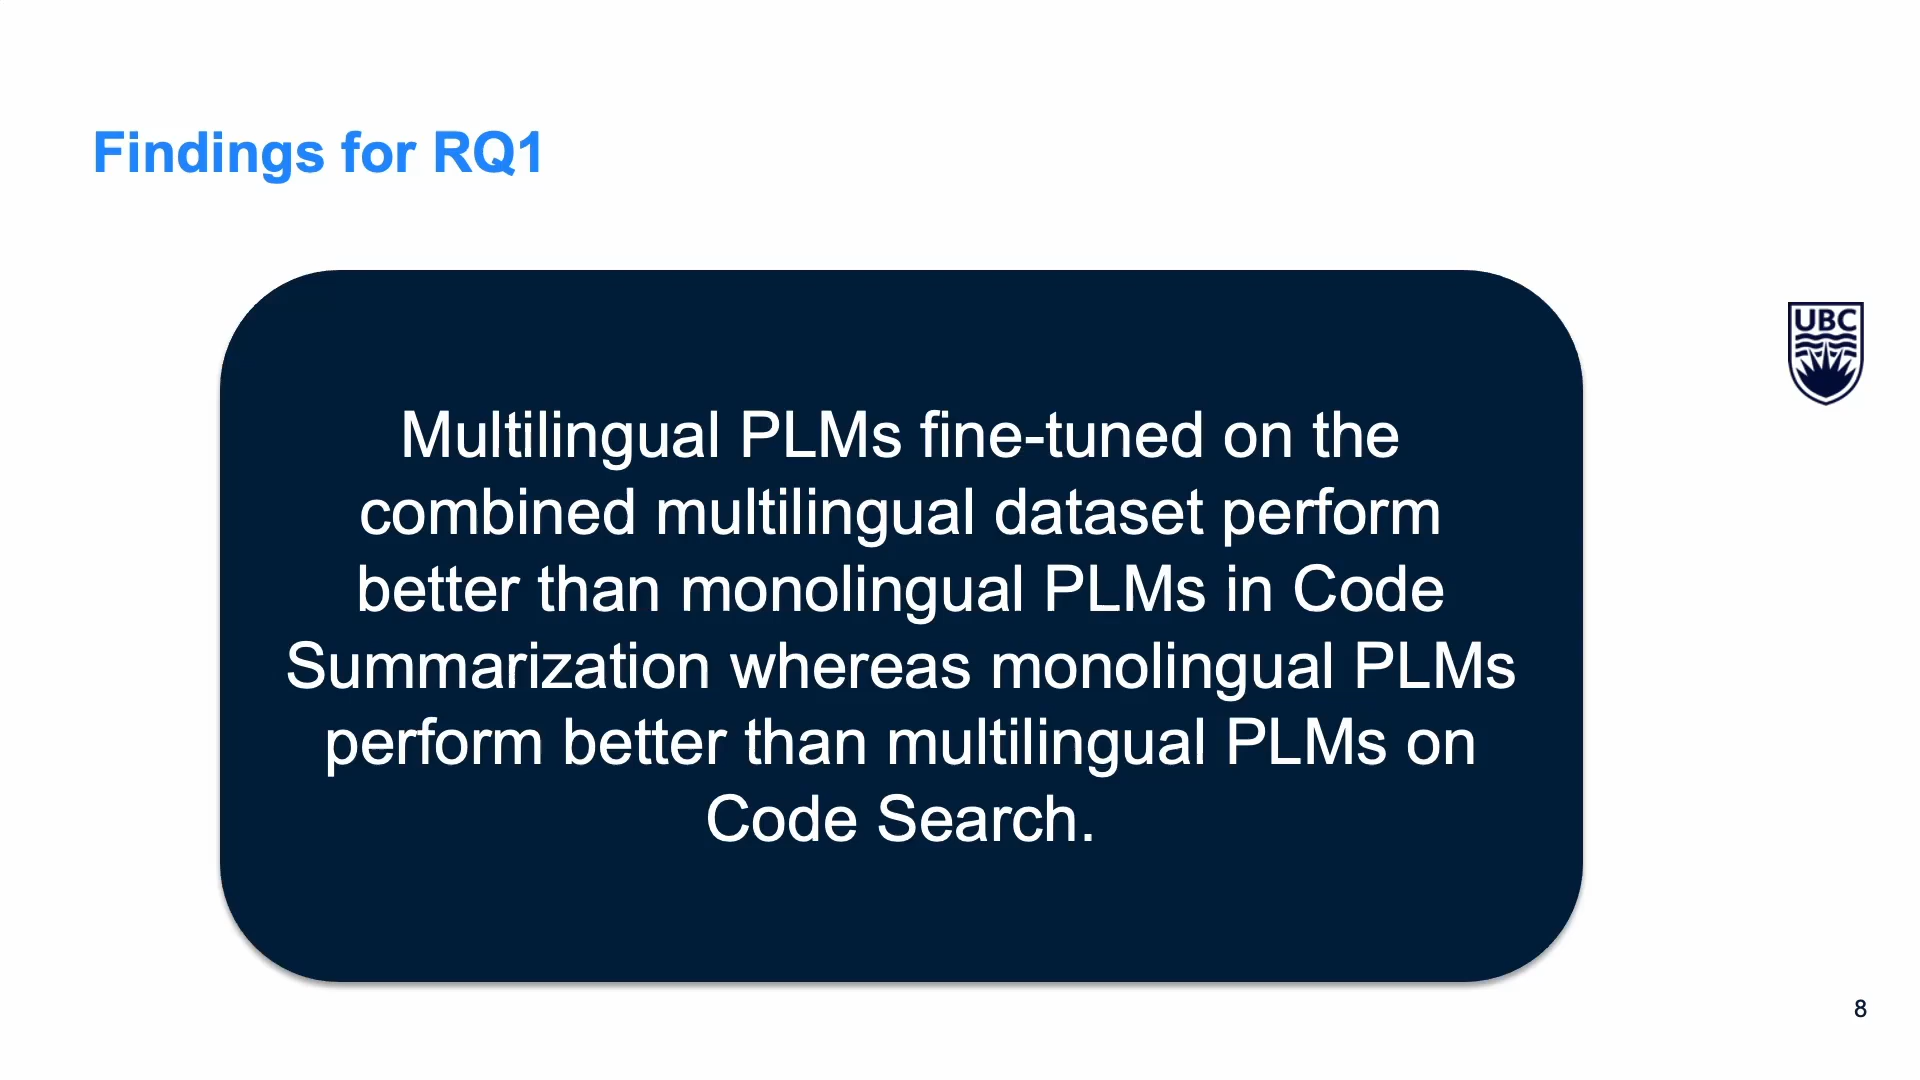 Findings for RQ1
Multilingual PLMs fine-tuned on the
combined multilingual dataset perform
better than monolingual PLMs in Code
Summarization whereas monolingual PLMs
perform better than multilingual PLMs on
Code Search.
UBC
8